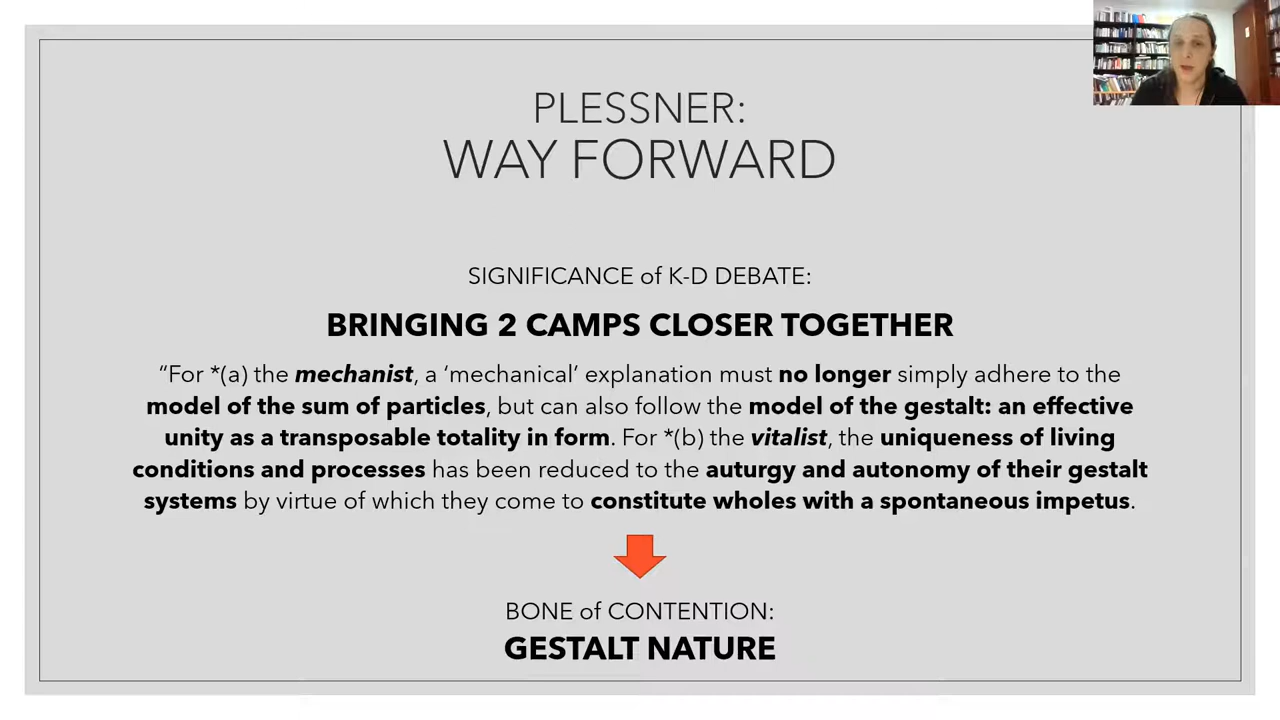 PLESSNER:
WAY FORWARD
SIGNIFICANCE of K-D DEBATE:
BRINGING 2 CAMPS CLOSER TOGETHER
“For *(a) the mechanist, a ‘mechanical’ explanation must no longer simply adhere to the
model of the sum of particles, but can also follow the model of the gestalt: an effective
unity as a transposable totality in form. For *(b) the vitalist, the uniqueness of living
conditions and processes has been reduced to the auturgy and autonomy of their gestalt
systems by virtue of which they come to constitute wholes with a spontaneous impetus.
BONE of CONTENTION:
GESTALT NATURE